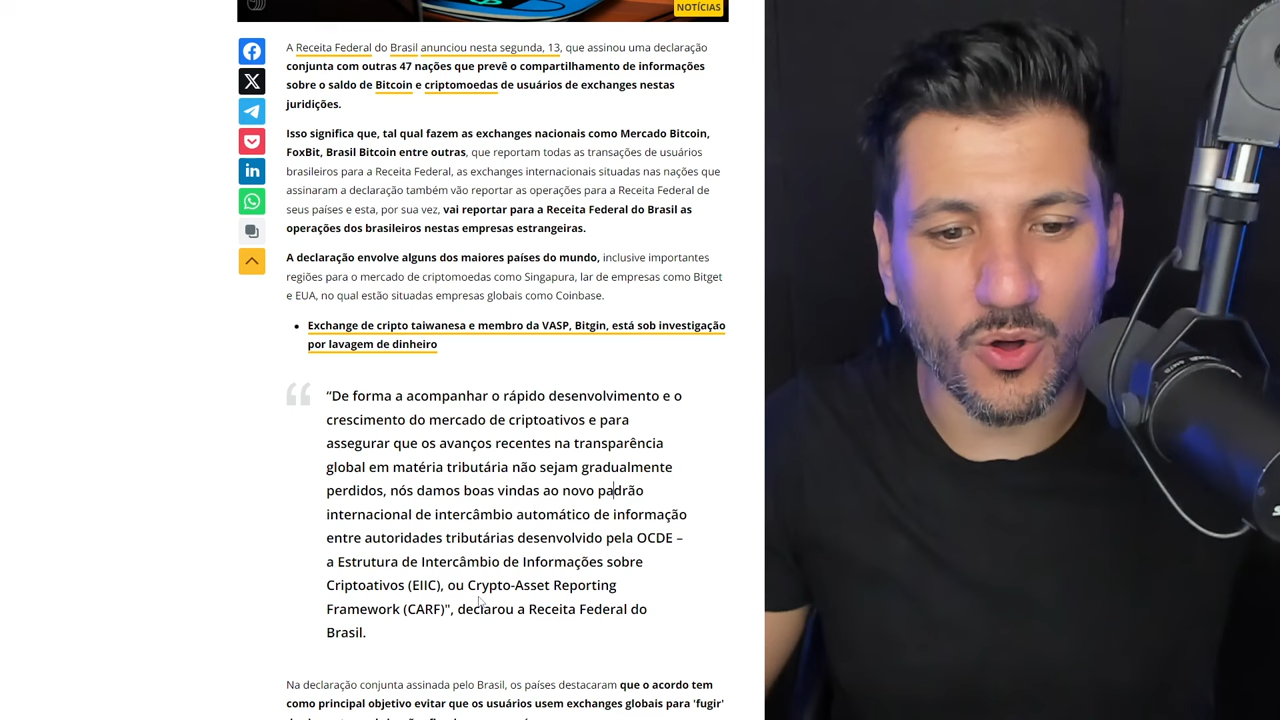 NOTÍCIAS
A Receita Federal do Brasil anunciou nesta segunda, 13, que assinou uma declaração
conjunta com outras 47 nações que prevê o compartilhamento de informações
sobre o saldo de Bitcoin e criptomoedas de usuários de exchanges nestas
juridições.
Isso significa que, tal qual fazem as exchanges nacionais como Mercado Bitcoin,
FoxBit, Brasil Bitcoin entre outras, que reportam todas as transações de usuários
brasileiros para a Receita Federal, as exchanges internacionais situadas nas nações que
assinaram a declaração também vão reportar as operações para a Receita Federal de
seus países e esta, por sua vez, vai reportar para a Receita Federal do Brasil as
operações dos brasileiros nestas empresas estrangeiras.
A declaração envolve alguns dos maiores países do mundo, inclusive importantes
regiões para o mercado de criptomoedas como Singapura, lar de empresas como Bitget
e EUA, no qual estão situadas empresas globais como Coinbase.
• Exchange de cripto taiwanesa e membro da VASP, Bitgin, está sob investigação
por lavagem de dinheiro
“De forma a acompanhar o rápido desenvolvimento e o
crescimento do mercado de criptoativos e para
assegurar que os avanços recentes na transparência
global em matéria tributária não sejam gradualmente
perdidos, nós damos boas vindas ao novo padrão
internacional de intercâmbio automático de informação
entre autoridades tributárias desenvolvido pela OCDE –
a Estrutura de Intercâmbio de Informações sobre
Criptoativos (EIIC), ou Crypto-Asset Reporting
Framework (CARF)", declarou a Receita Federal do
Brasil.
Na declaração conjunta assinada pelo Brasil, os países destacaram que o acordo tem
como principal objetivo evitar que os usuários usem exchanges globais para 'fugir'